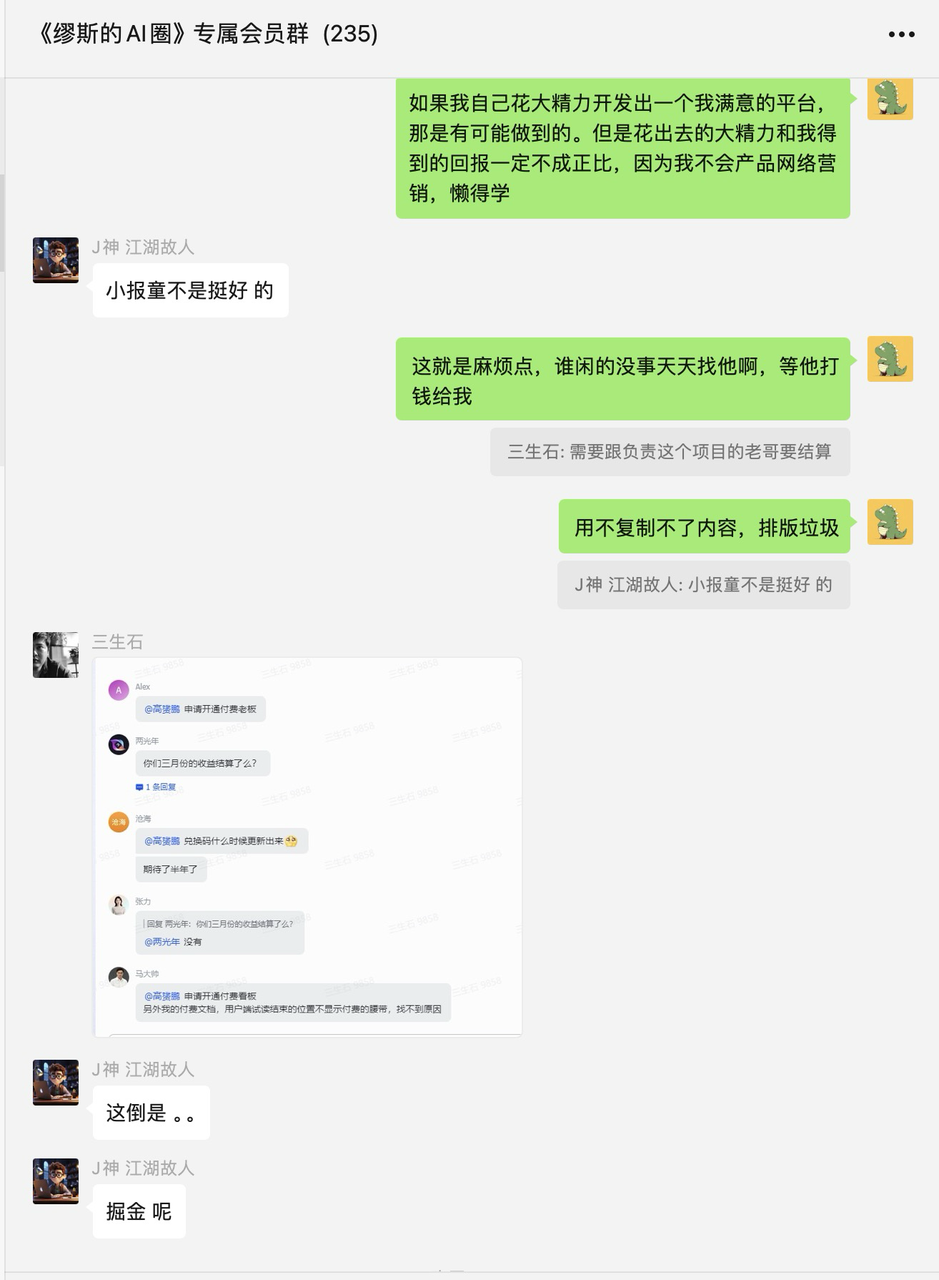 《缪斯的AI圈》专属会员群 (235)
如果我自己花大精力开发出一个我满意的平台，
那是有可能做到的。但是花出去的大精力和我得
到的回报一定不成正比，因为我不会产品网络营
销，懒得学
J神 江湖故人
小报童不是挺好 的
这就是麻烦点，谁闲的没事天天找他啊，等他打
钱给我
三生石: 需要跟负责这个项目的老哥要结算
用不复制不了内容，排版垃圾
J神 江湖故人: 小报童不是挺好 的
三生石
三生石 9858
A
Alex
@高赟鹏 申请开通付费老板
两光年
你们三月份的收益结算了么？
1 条回复
沧海
沧海
@高赟鹏 兑换码什么时候更新出来
期待了半年了
张力
回复 两光年：你们三月份的收益结算了么？
@两光年 没有
马大帅
@高赟鹏 申请开通付费看板
另外我的付费文档，用户端试读结束的位置不显示付费的腰带，找不到原因
J神 江湖故人
这倒是 。。
J神 江湖故人
掘金 呢